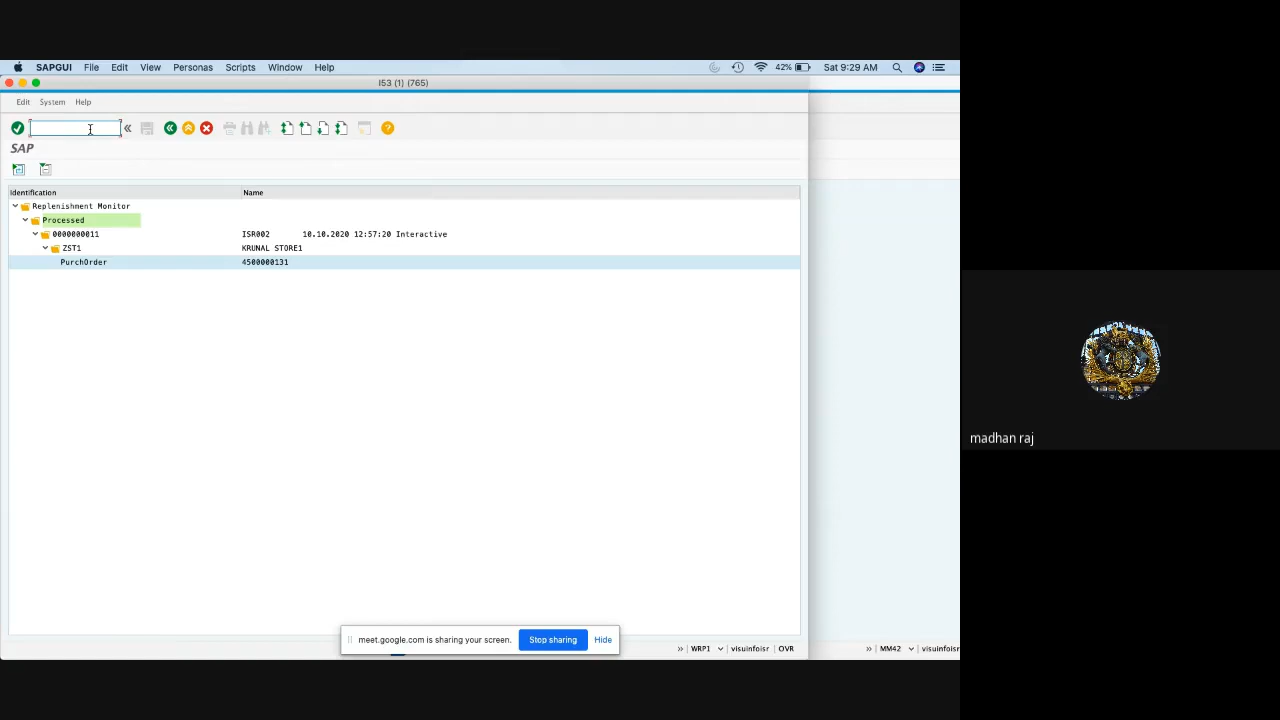 SAPGUI File Edit View Personas Scripts Window Help 42% Sat 9:29 AM
I53 (1) (765)
Edit System Help
SAP
Identification Name
Replenishment Monitor
Processed
0000000011 ISR002 10.10.2020 12:57:20 Interactive
ZST1 KRUNAL STORE1
PurchOrder 4500000131
madhan raj
meet.google.com is sharing your screen. Stop sharing Hide
WRP1 visuinfoisr OVR MM42 visuinfoisr